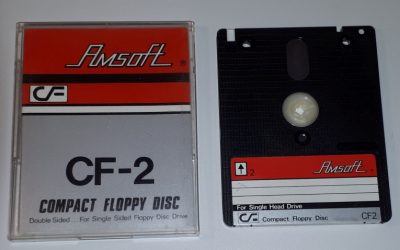 Amsoft ®
CF
CF-2
COMPACT FLOPPY DISC
Double Sided For Single Sided Floppy Disc Drive
2 Amsoft
For Single Head Drive
CF Compact Floppy Disc CF2